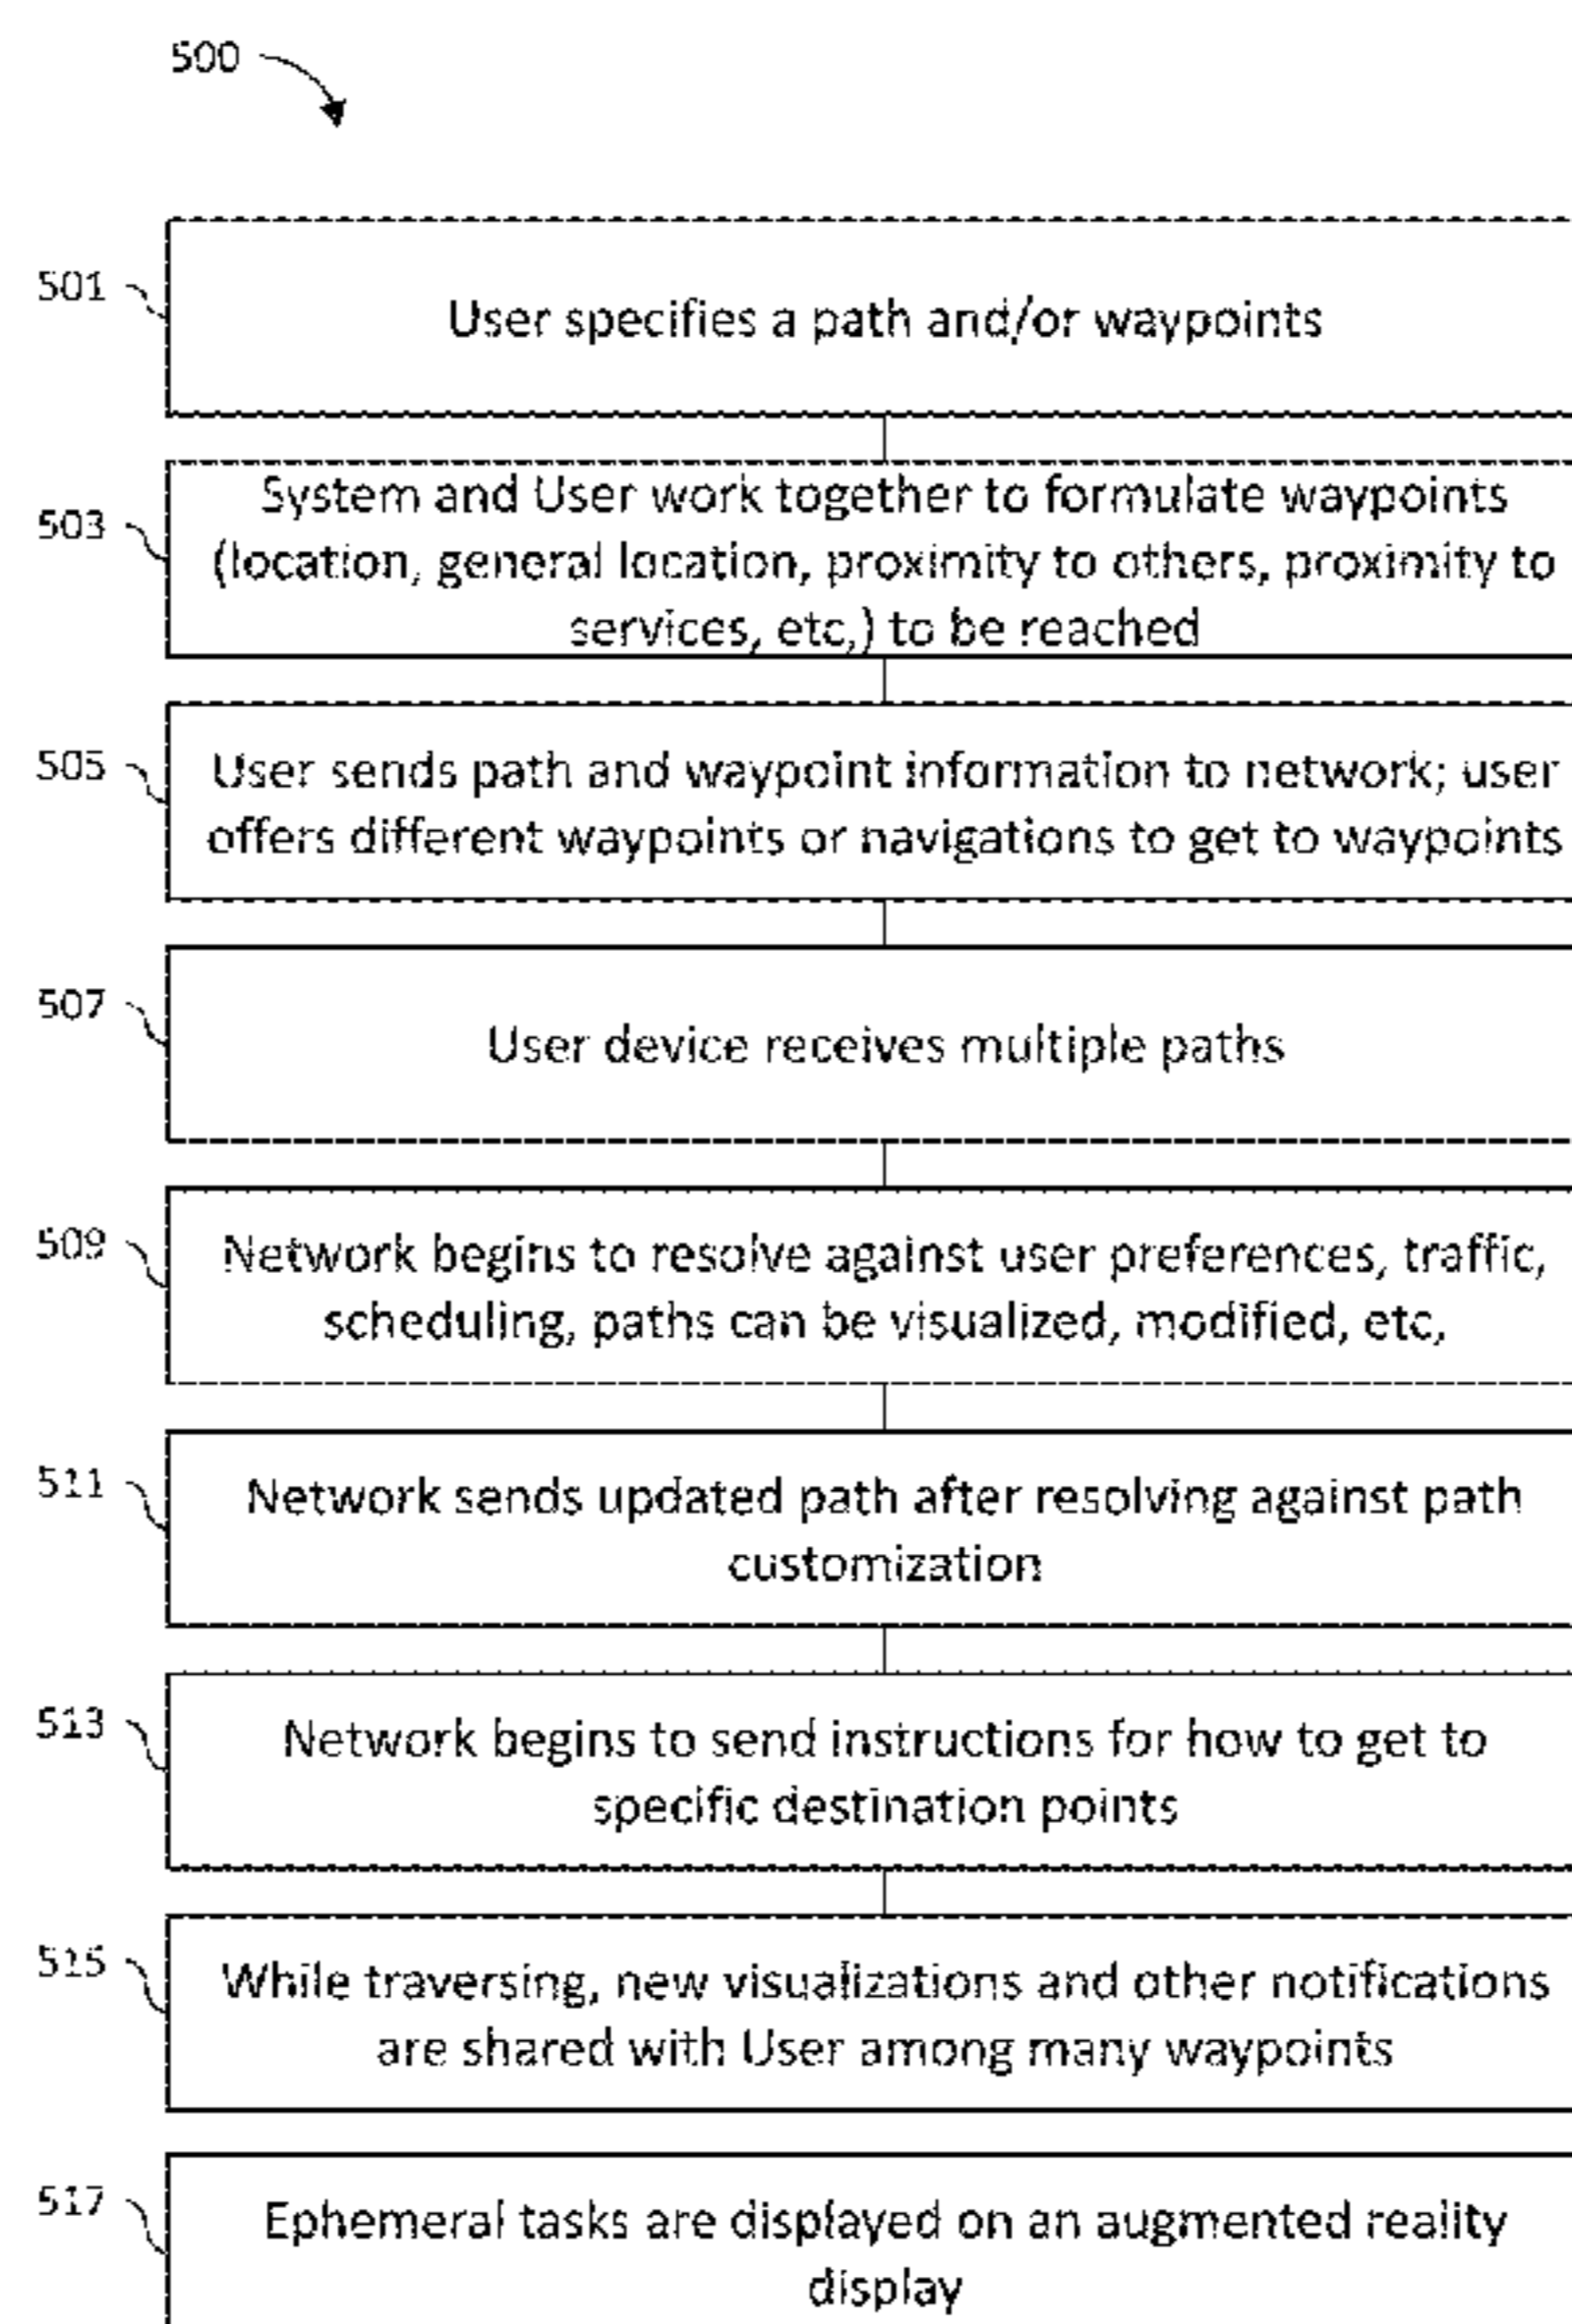 500
501
User specifies a path and/or waypoints
503
System and User work together to formulate waypoints
(location, general location, proximity to others, proximity to
services, etc,) to be reached
505
User sends path and waypoint information to network; user
offers different waypoints or navigations to get to waypoints
507
User device receives multiple paths
509
Network begins to resolve against user preferences, traffic,
scheduling, paths can be visualized, modified, etc,
511
Network sends updated path after resolving against path
customization
513
Network begins to send instructions for how to get to
specific destination points
515
While traversing, new visualizations and other notifications
are shared with User among many waypoints
517
Ephemeral tasks are displayed on an augmented reality
display